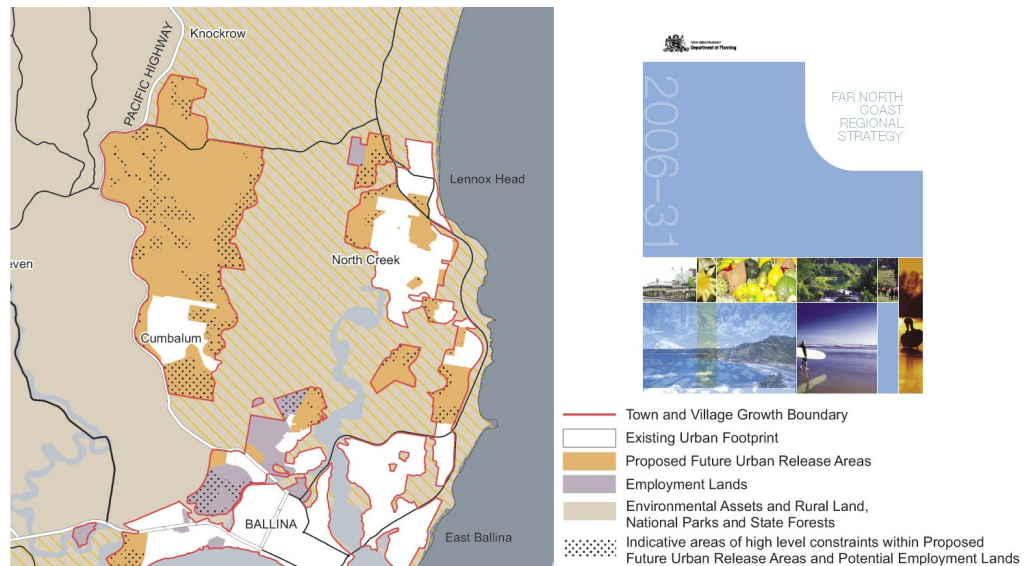 Knockrow
PACIFIC HIGHWAY
Lennox Head
North Creek
even
Cumbalum
BALLINA
East Ballina
NSW GOVERNMENT
Department of Planning
2006–31
FAR NORTH
COAST
REGIONAL
STRATEGY
Town and Village Growth Boundary
Existing Urban Footprint
Proposed Future Urban Release Areas
Employment Lands
Environmental Assets and Rural Land,
National Parks and State Forests
Indicative areas of high level constraints within Proposed
Future Urban Release Areas and Potential Employment Lands